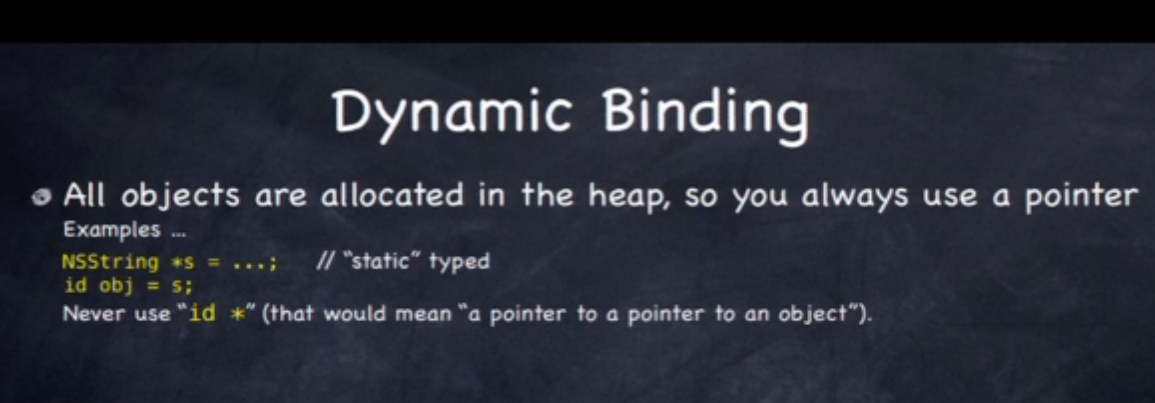 Dynamic Binding
All objects are allocated in the heap, so you always use a pointer
Examples ...
NSString *s = ...; // “static” typed
id obj = s;
Never use “id *” (that would mean “a pointer to a pointer to an object”).